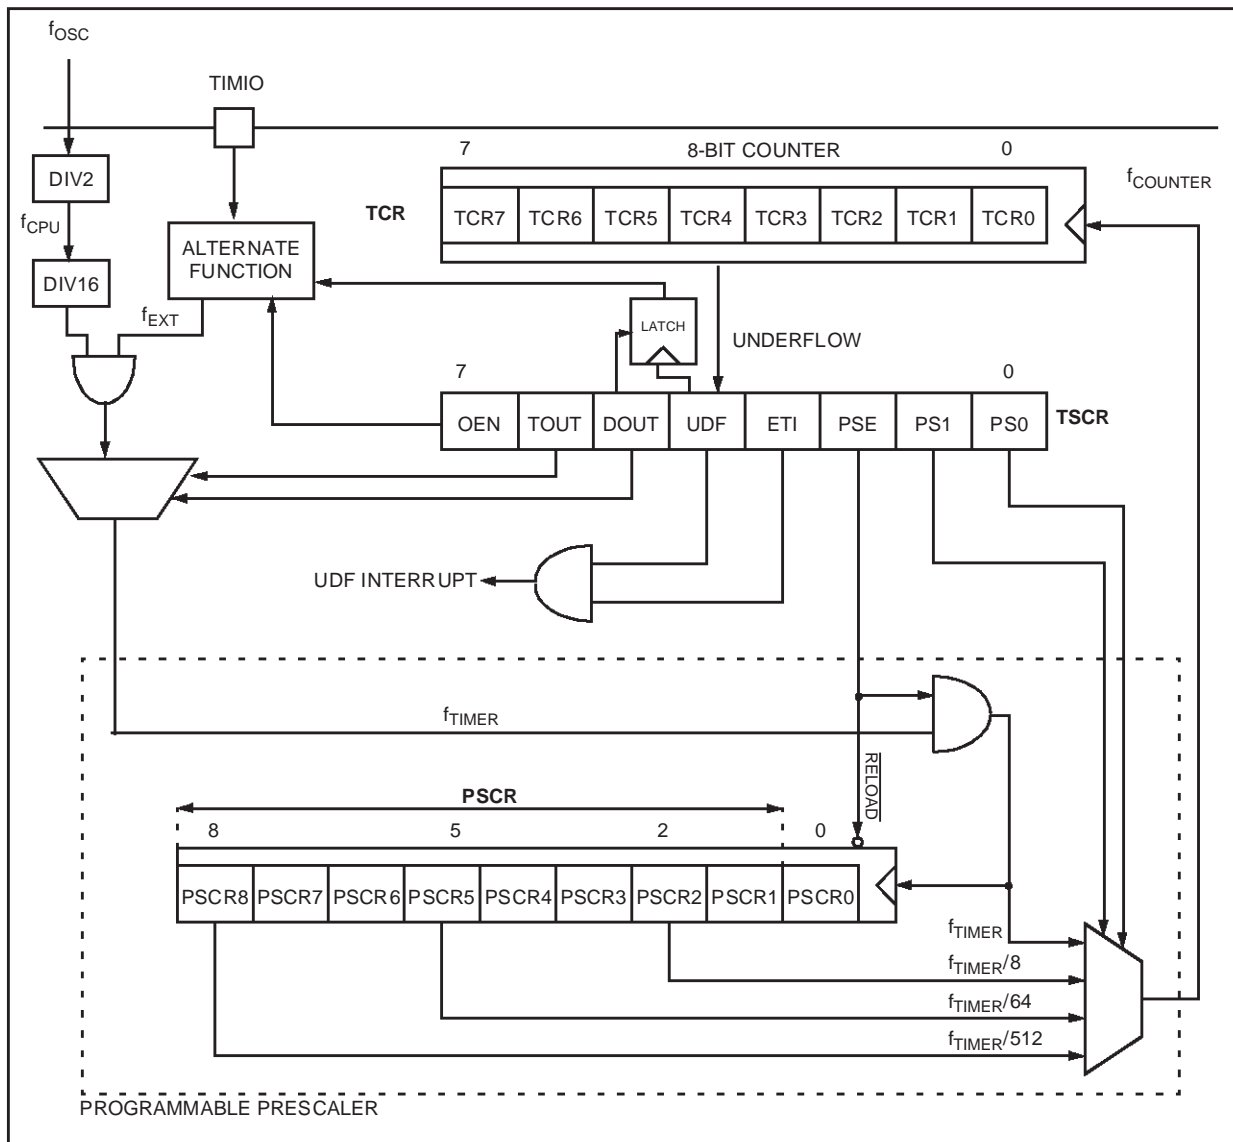 fOSC
TIMIO
7 8-BIT COUNTER 0
DIV2
fCOUNTER
TCR TCR7 TCR6 TCR5 TCR4 TCR3 TCR2 TCR1 TCR0
fCPU
ALTERNATE
FUNCTION
DIV16
fEXT
LATCH
UNDERFLOW
7 0
OEN TOUT DOUT UDF ETI PSE PS1 PS0 TSCR
UDF INTERRUPT
fTIMER
RELOAD
PSCR
8 5 2 0
PSCR8 PSCR7 PSCR6 PSCR5 PSCR4 PSCR3 PSCR2 PSCR1 PSCR0
fTIMER
fTIMER/8
fTIMER/64
fTIMER/512
PROGRAMMABLE PRESCALER